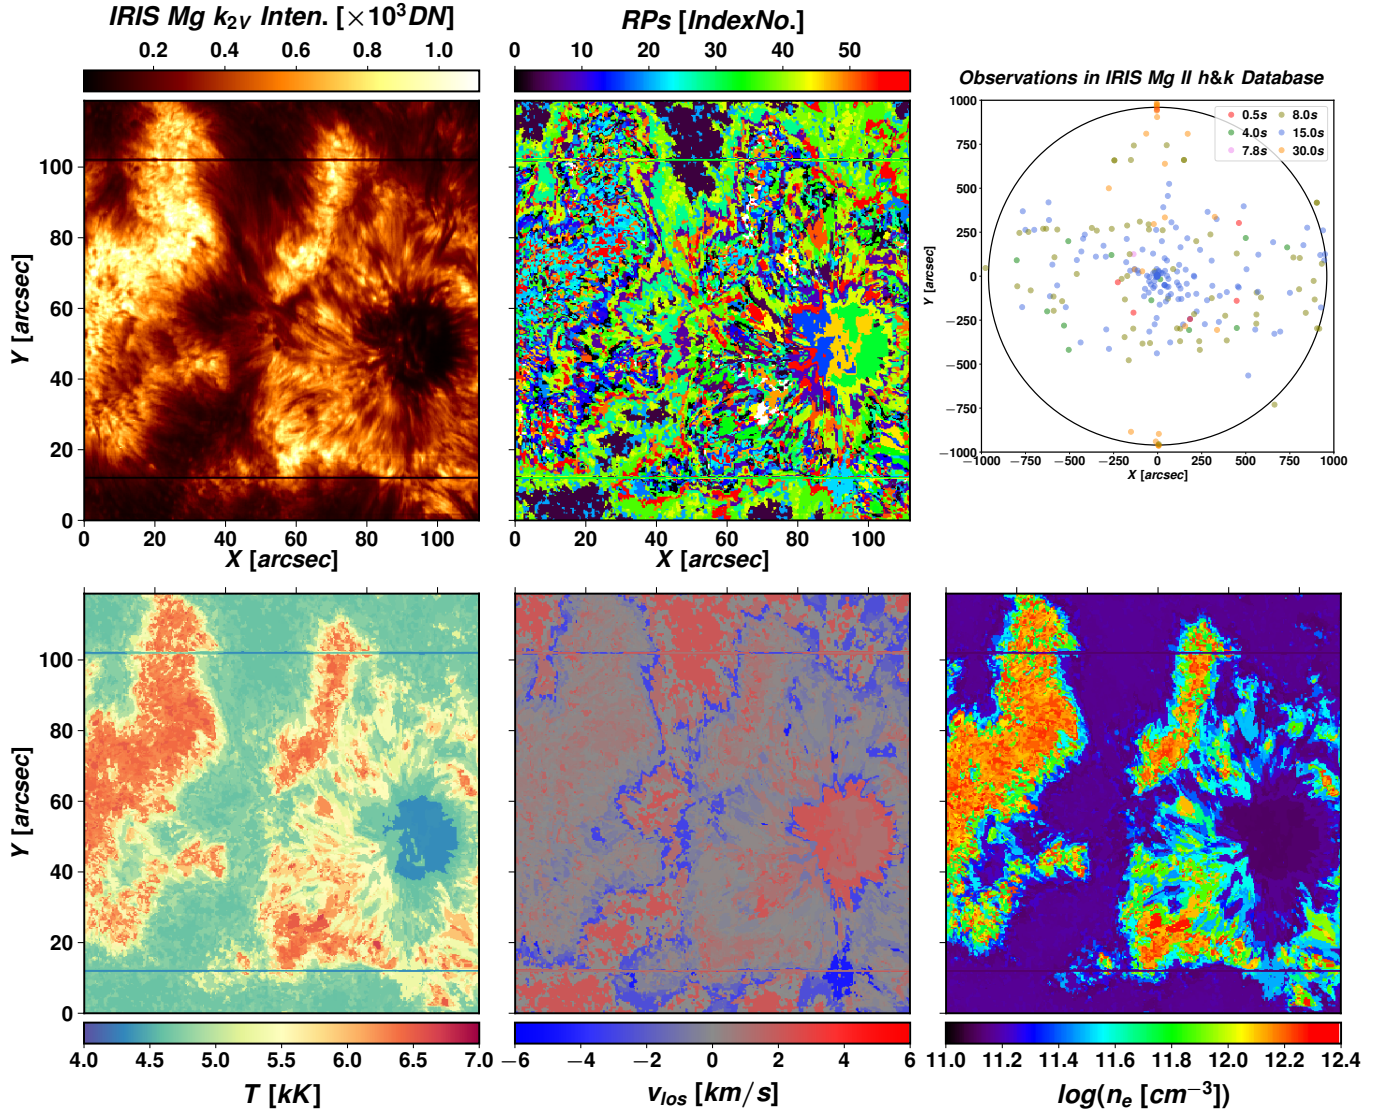 IRIS Mg k2V Inten. [×10^3 DN]
0.2 0.4 0.6 0.8 1.0
RPs [IndexNo.]
0 10 20 30 40 50
Observations in IRIS Mg II h&k Database
Y [arcsec]
100
80
60
40
20
0
0 20 40 60 80 100
X [arcsec]
0 20 40 60 80 100
X [arcsec]
0.5s 8.0s
4.0s 15.0s
7.8s 30.0s
Y [arcsec]
1000
750
500
250
0
−250
−500
−750
−1000
−1000 −750 −500 −250 0 250 500 750 1000
X [arcsec]
Y [arcsec]
100
80
60
40
20
0
4.0 4.5 5.0 5.5 6.0 6.5 7.0
T [kK]
−6 −4 −2 0 2 4 6
vlos [km/s]
11.0 11.2 11.4 11.6 11.8 12.0 12.2 12.4
log(ne [cm^−3])